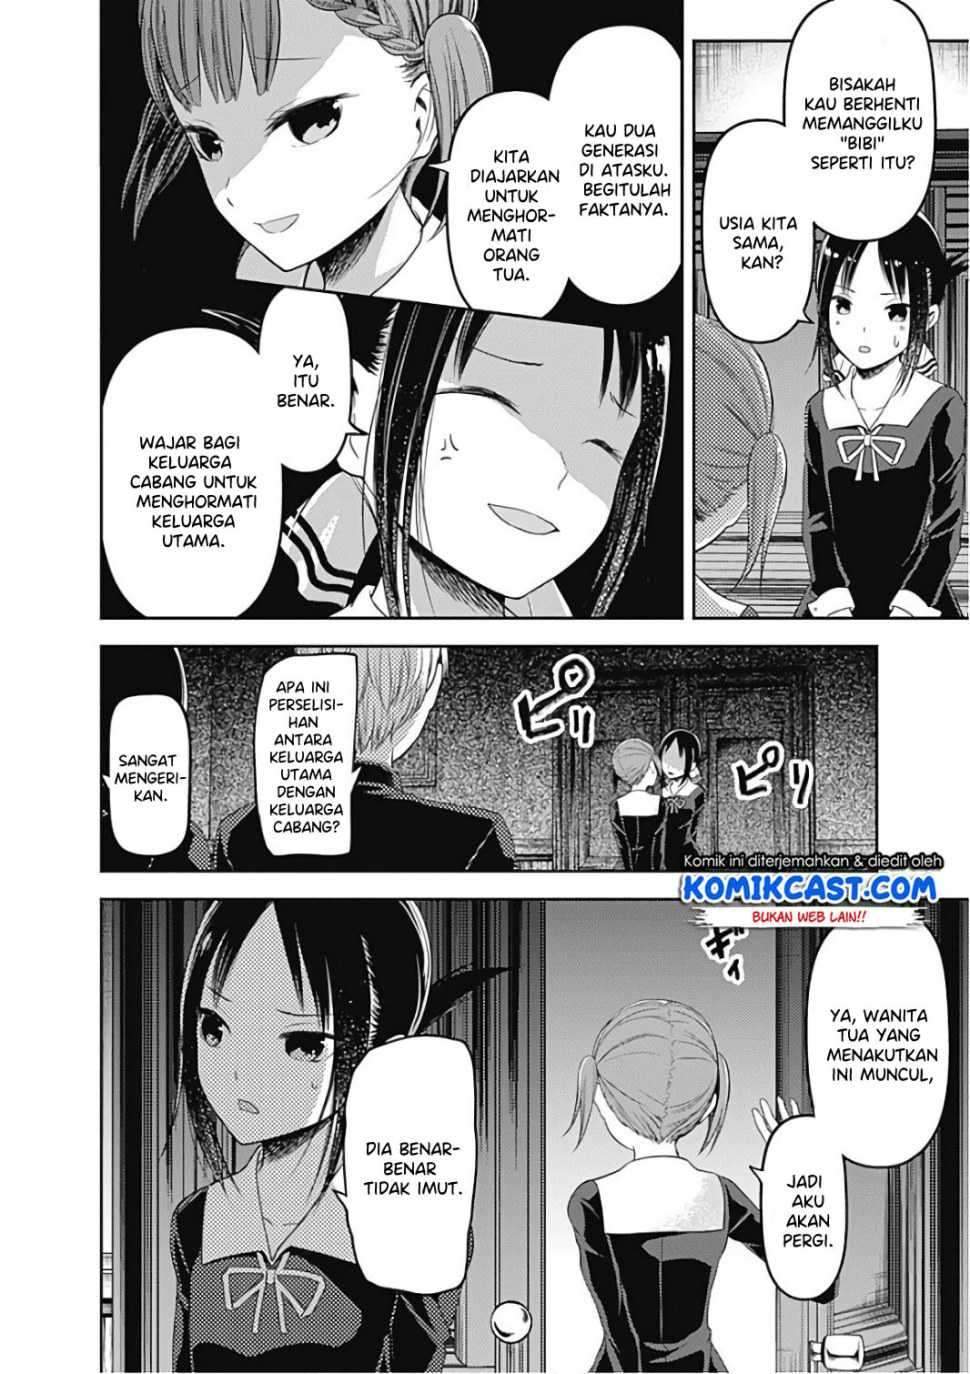 BISAKAH
KAU BERHENTI
MEMANGGILKU
"BIBI"
SEPERTI ITU?
USIA KITA
SAMA,
KAN?
KAU DUA
GENERASI
DI ATASKU.
BEGITULAH
FAKTANYA.
KITA
DIAJARKAN
UNTUK
MENGHOR-
MATI
ORANG
TUA.
YA,
ITU
BENAR.
WAJAR BAGI
KELUARGA
CABANG UNTUK
MENGHORMATI
KELUARGA
UTAMA.
ピリ
ピリ
APA INI
PERSELISI-
HAN
ANTARA
KELUARGA
UTAMA
DENGAN
KELUARGA
CABANG?
SANGAT
MENGERI-
KAN.
Komik ini diterjemahkan & diedit oleh
KOMIKCAST.COM
BUKAN WEB LAIN!!
ギィ
YA, WANITA
TUA YANG
MENAKUTKAN
INI MUNCUL,
JADI
AKU
AKAN
PERGI.
DIA BENAR-
BENAR
TIDAK IMUT.